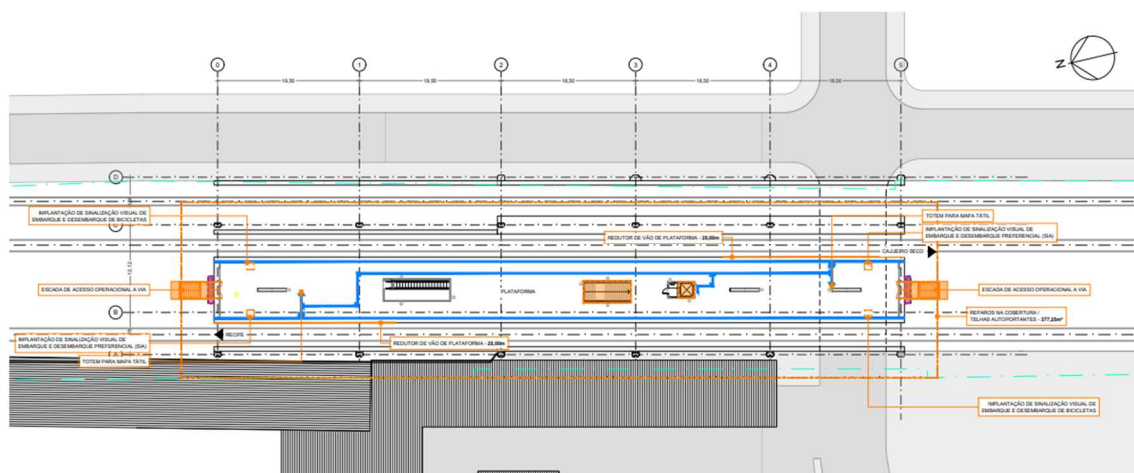 0
1
2
3
4
5
19,50
19,50
18,50
18,50
18,00
N
D
IMPLANTAÇÃO DE SINALIZAÇÃO VISUAL DE
EMBARQUE E DESEMBARQUE DE BICICLETAS
TOTEM PARA MAPA TÁTIL
C
IMPLANTAÇÃO DE SINALIZAÇÃO VISUAL DE
EMBARQUE E DESEMBARQUE PREFERENCIAL (SIA)
REDUTOR DE VÃO DE PLATAFORMA - 25,00m
CAJUEIRO SECO
12,12
ESCADA DE ACESSO OPERACIONAL A VIA
PLATAFORMA
ESCADA DE ACESSO OPERACIONAL A VIA
B
REPAROS NA COBERTURA /
TELHAS AUTOPORTANTES - 377,25m²
RECIFE
IMPLANTAÇÃO DE SINALIZAÇÃO VISUAL DE
EMBARQUE E DESEMBARQUE PREFERENCIAL (SIA)
REDUTOR DE VÃO DE PLATAFORMA - 25,00m
A
TOTEM PARA MAPA TÁTIL
IMPLANTAÇÃO DE SINALIZAÇÃO VISUAL DE
EMBARQUE E DESEMBARQUE DE BICICLETAS